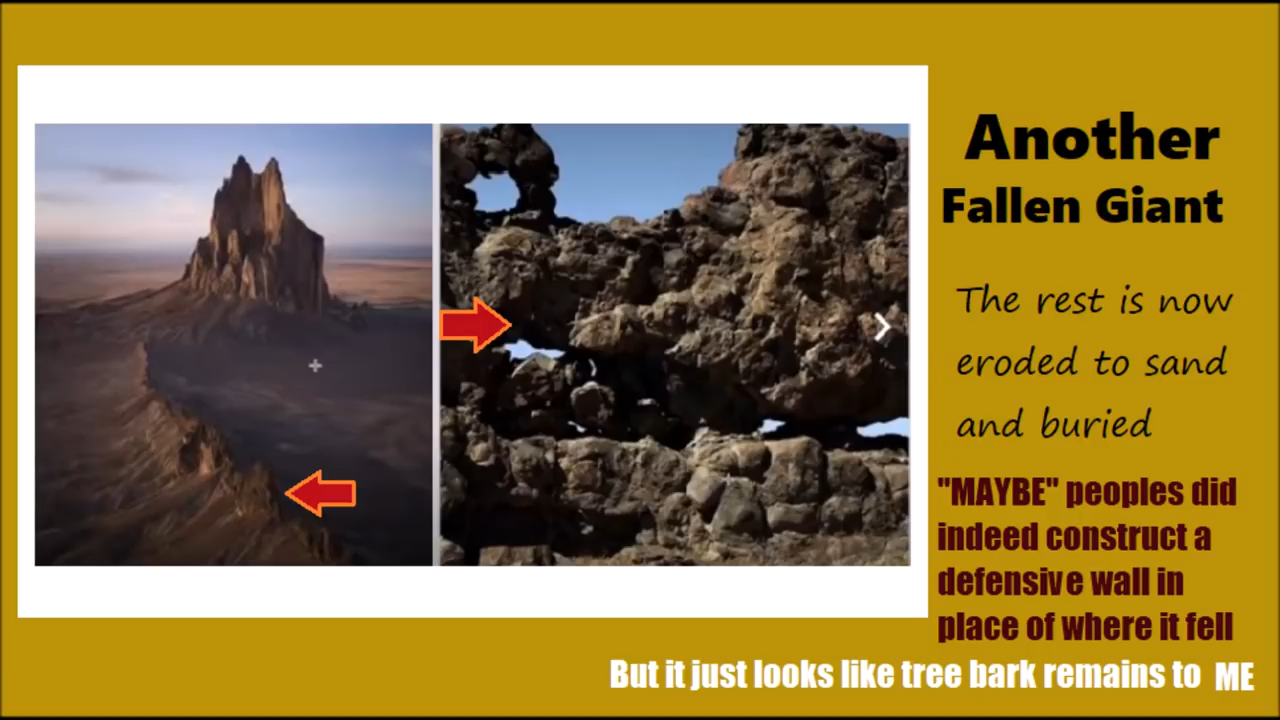 Another
Fallen Giant
The rest is now
eroded to sand
and buried
"MAYBE" peoples did
indeed construct a
defensive wall in
place of where it fell
But it just looks like tree bark remains to ME